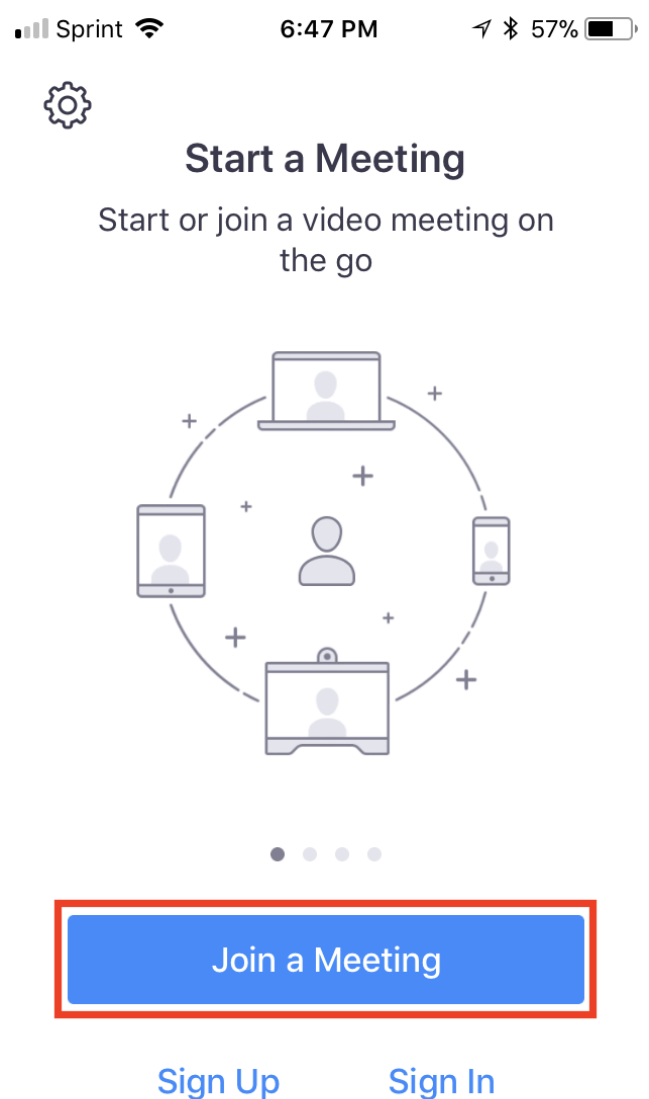 Sprint 6:47 PM 57%
Start a Meeting
Start or join a video meeting on
the go
Join a Meeting
Sign Up Sign In